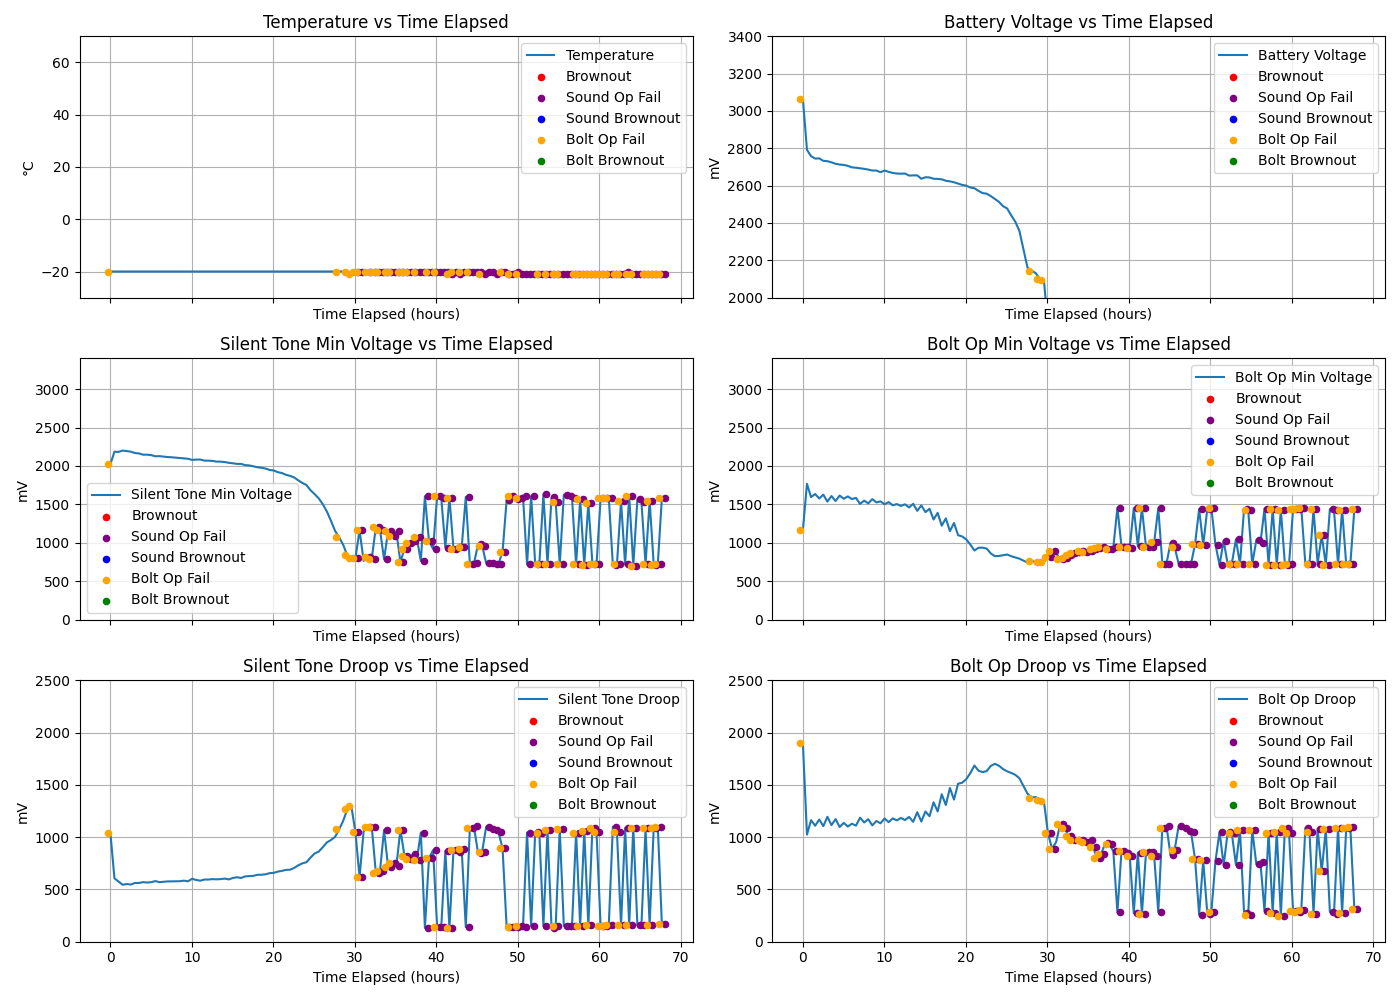 Temperature vs Time Elapsed
60
40
20
0
−20
°C
Time Elapsed (hours)
Temperature
Brownout
Sound Op Fail
Sound Brownout
Bolt Op Fail
Bolt Brownout
Battery Voltage vs Time Elapsed
3400
3200
3000
2800
2600
2400
2200
2000
mV
Time Elapsed (hours)
Battery Voltage
Brownout
Sound Op Fail
Sound Brownout
Bolt Op Fail
Bolt Brownout
Silent Tone Min Voltage vs Time Elapsed
3000
2500
2000
1500
1000
500
0
mV
Time Elapsed (hours)
Silent Tone Min Voltage
Brownout
Sound Op Fail
Sound Brownout
Bolt Op Fail
Bolt Brownout
Bolt Op Min Voltage vs Time Elapsed
3000
2500
2000
1500
1000
500
0
mV
Time Elapsed (hours)
Bolt Op Min Voltage
Brownout
Sound Op Fail
Sound Brownout
Bolt Op Fail
Bolt Brownout
Silent Tone Droop vs Time Elapsed
2500
2000
1500
1000
500
0
mV
0 10 20 30 40 50 60 70
Time Elapsed (hours)
Silent Tone Droop
Brownout
Sound Op Fail
Sound Brownout
Bolt Op Fail
Bolt Brownout
Bolt Op Droop vs Time Elapsed
2500
2000
1500
1000
500
0
mV
0 10 20 30 40 50 60 70
Time Elapsed (hours)
Bolt Op Droop
Brownout
Sound Op Fail
Sound Brownout
Bolt Op Fail
Bolt Brownout